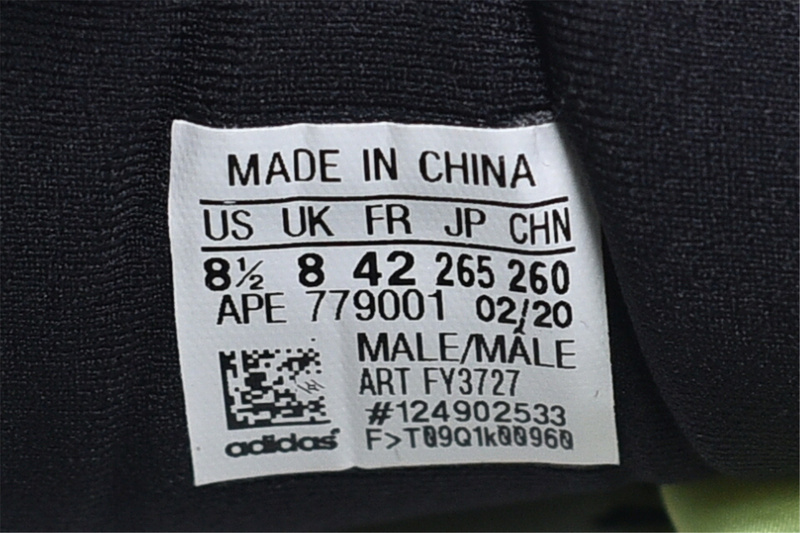 MADE IN CHINA
US UK FR JP CHN
8½ 8 42 265 260
APE 779001 02/20
MALE/MÂLE
ART FY3727
#124902533
adidas F>T09Q1k00960